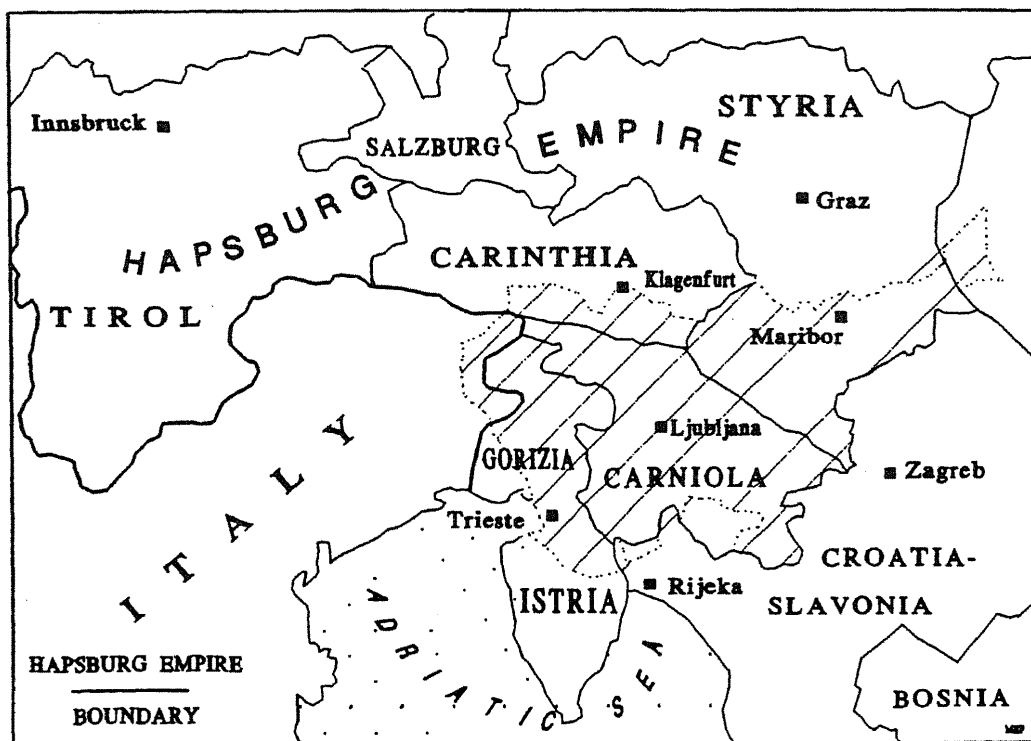 STYRIA
Innsbruck
EMPIRE
SALZBURG
Graz
HAPSBURG
CARINTHIA
Klagenfurt
TIROL
Maribor
Ljubljana
ITALY
GORIZIA
CARNIOLA
Zagreb
Trieste
CROATIA-
SLAVONIA
Rijeka
ISTRIA
ADRIATIC SEA
HAPSBURG EMPIRE
BOUNDARY
BOSNIA